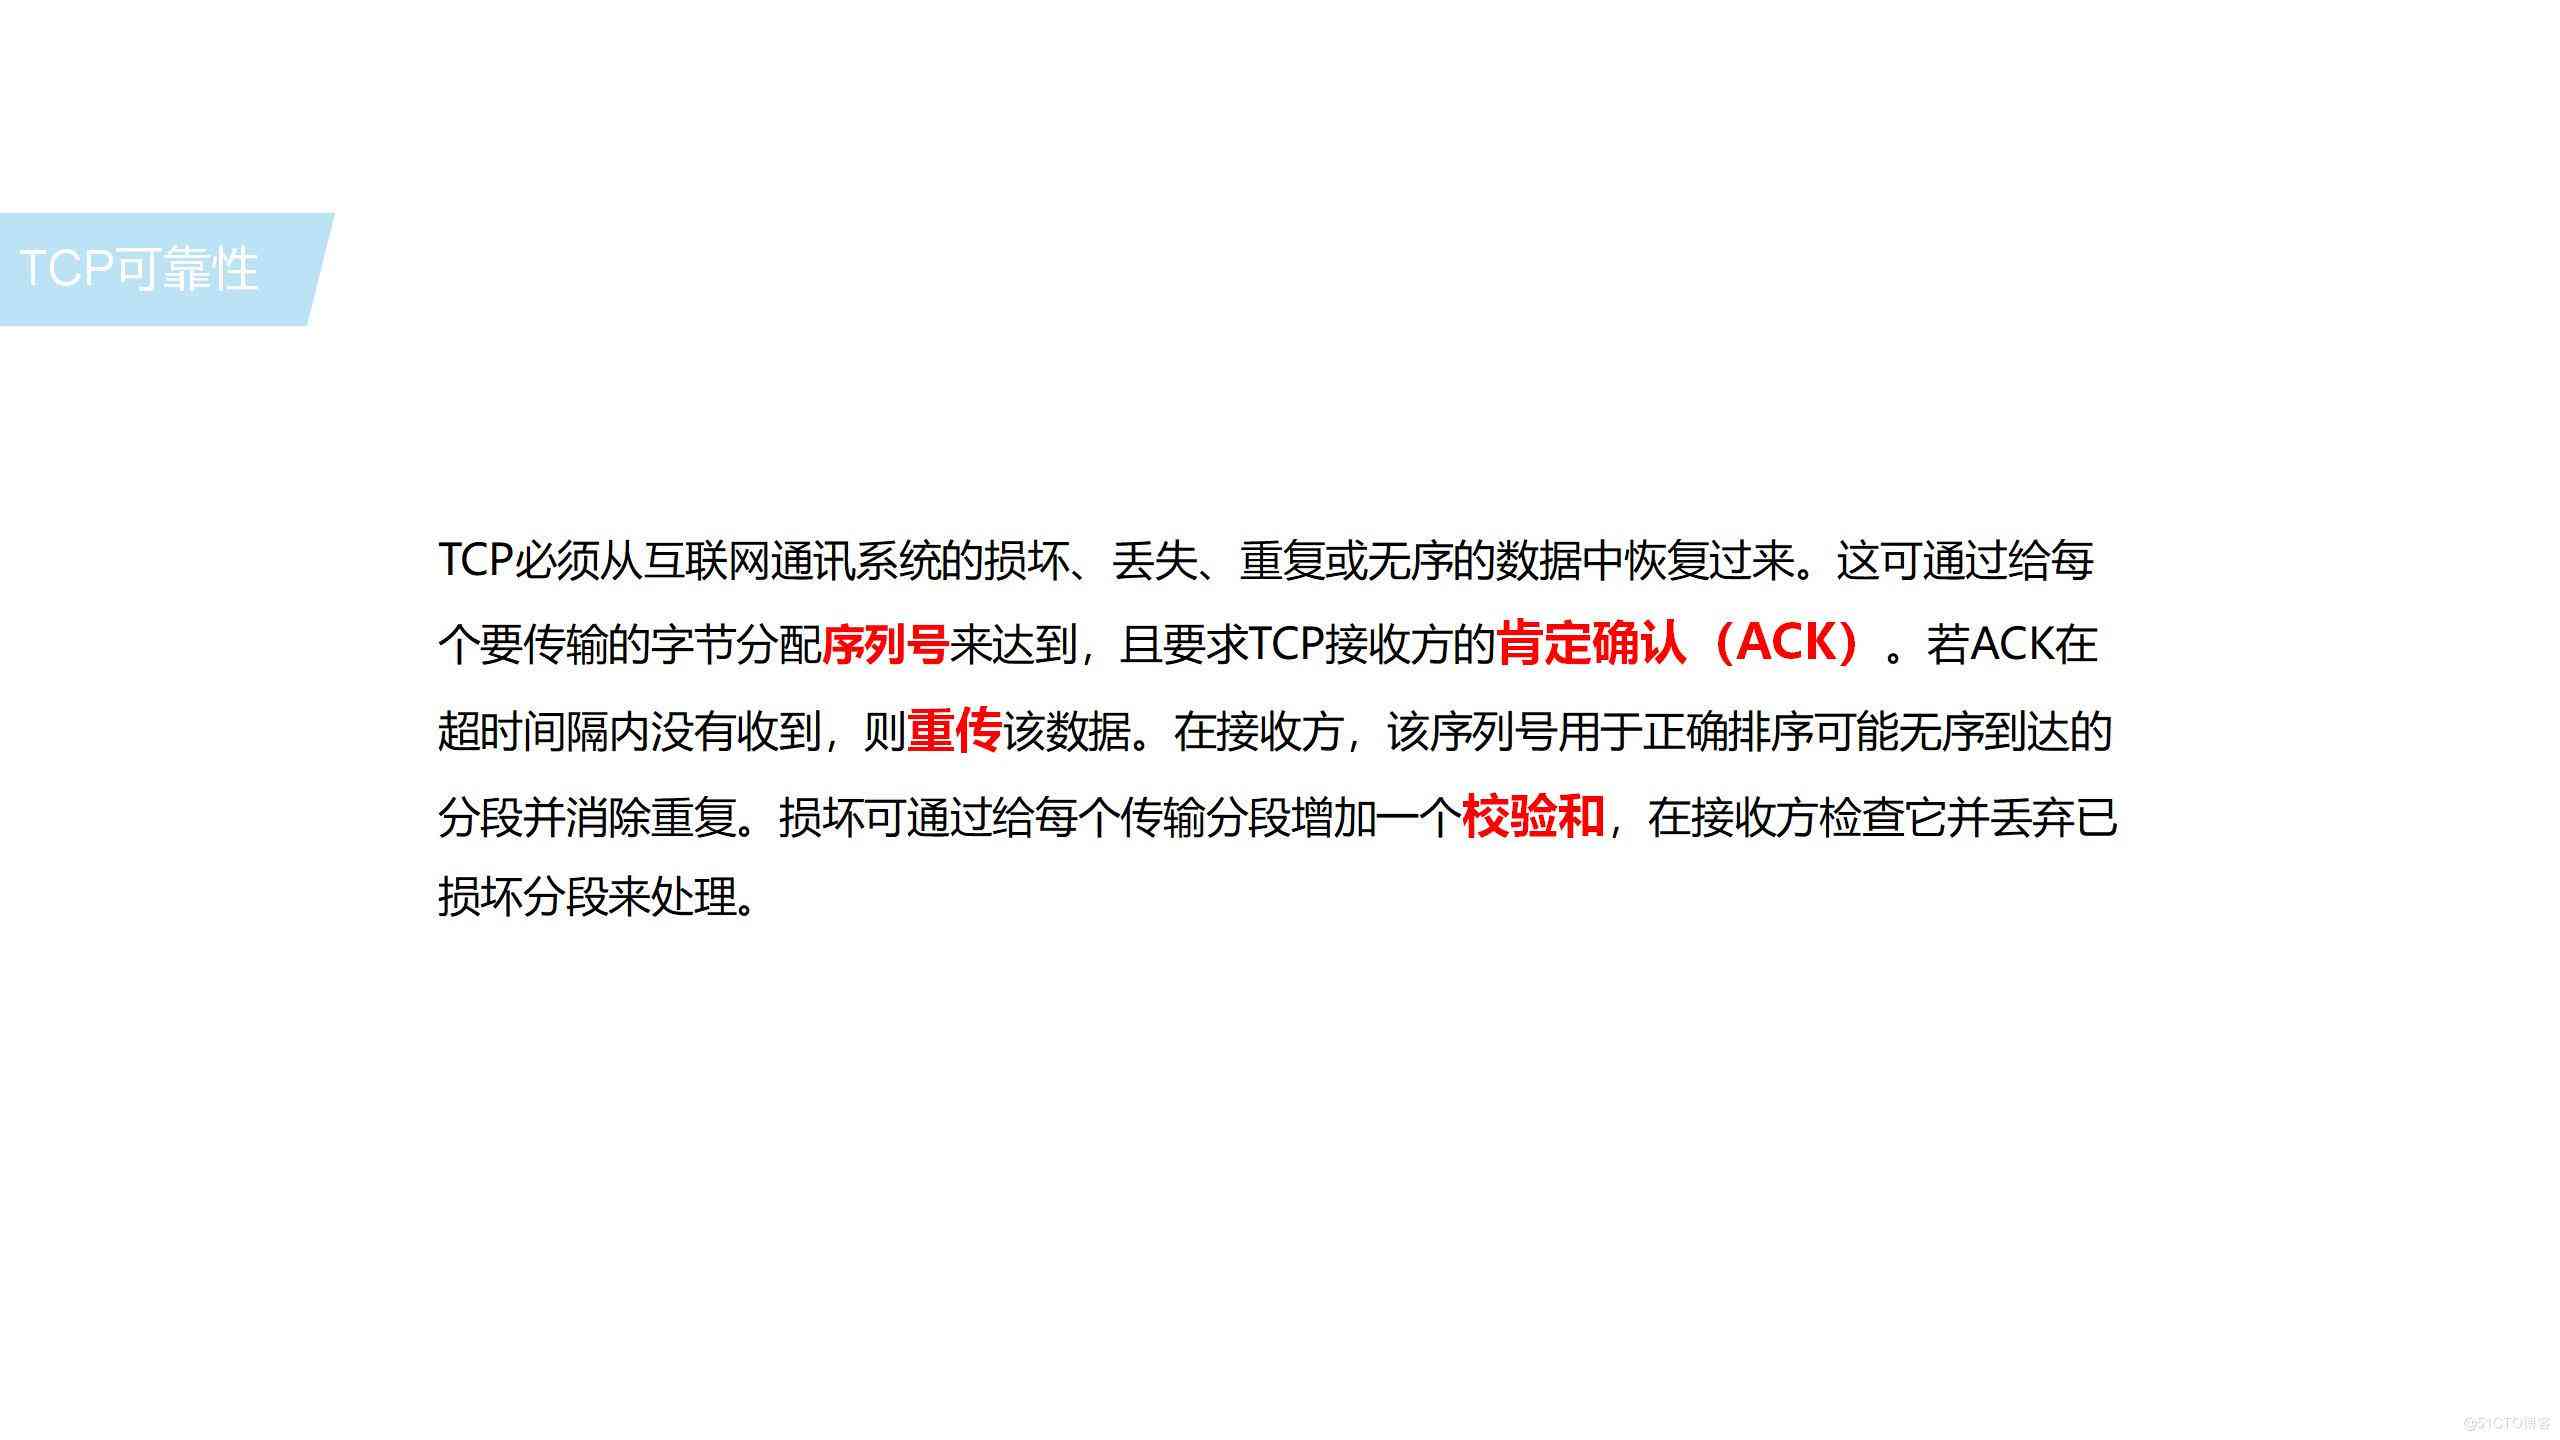 TCP可靠性
TCP必须从互联网通讯系统的损坏、丢失、重复或无序的数据中恢复过来。这可通过给每
个要传输的字节分配序列号来达到，且要求TCP接收方的肯定确认（ACK）。若ACK在
超时间隔内没有收到，则重传该数据。在接收方，该序列号用于正确排序可能无序到达的
分段并消除重复。损坏可通过给每个传输分段增加一个校验和，在接收方检查它并丢弃已
损坏分段来处理。
@51CTO博客